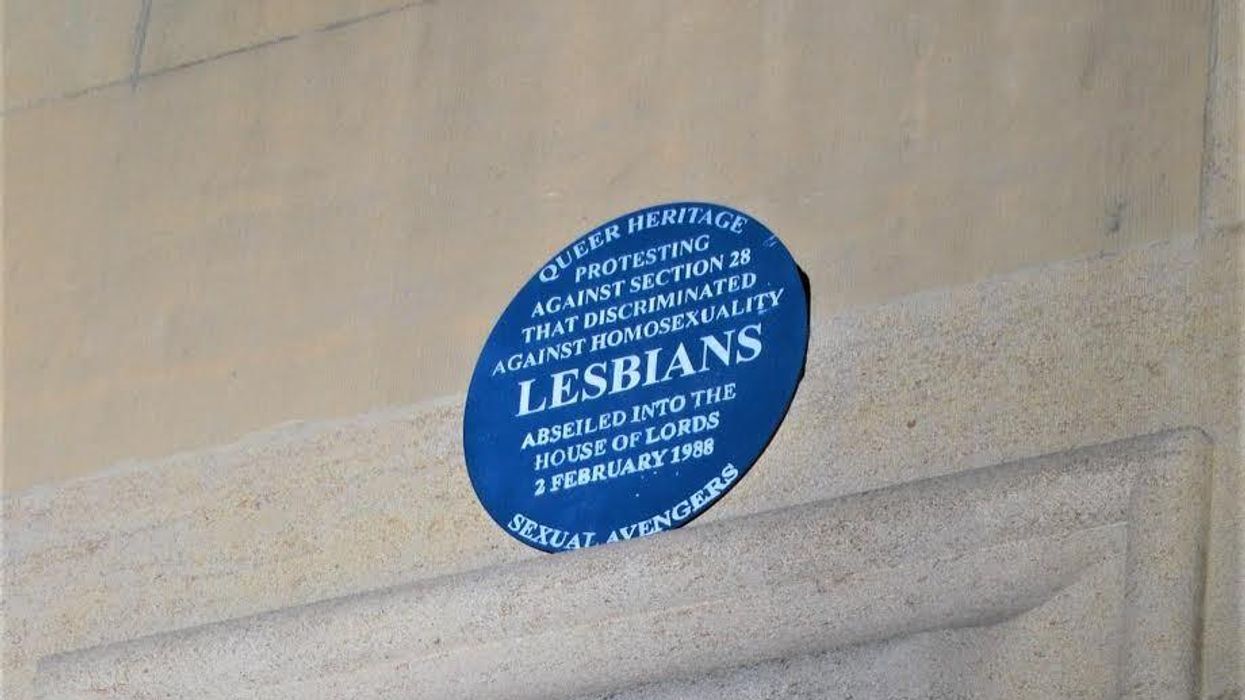 QUEER HERITAGE
PROTESTING
AGAINST SECTION 28
THAT DISCRIMINATED
AGAINST HOMOSEXUALITY
LESBIANS
ABSEILED INTO THE
HOUSE OF LORDS
2 FEBRUARY 1988
SEXUAL AVENGERS